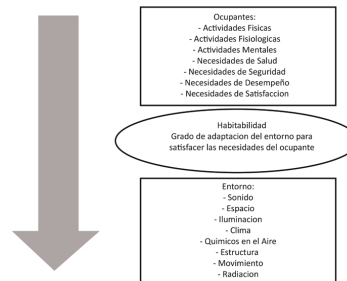 Ocupantes:
- Actividades Fisicas
- Actividades Fisiologicas
- Actividades Mentales
- Necesidades de Salud
- Necesidades de Seguridad
- Necesidades de Desempeño
- Necesidades de Satisfaccion
Habitabilidad
Grado de adaptacion del entorno para
satisfacer las necesidades del ocupante
Entorno:
- Sonido
- Espacio
- Iluminacion
- Clima
- Quimicos en el Aire
- Estructura
- Movimiento
- Radiacion